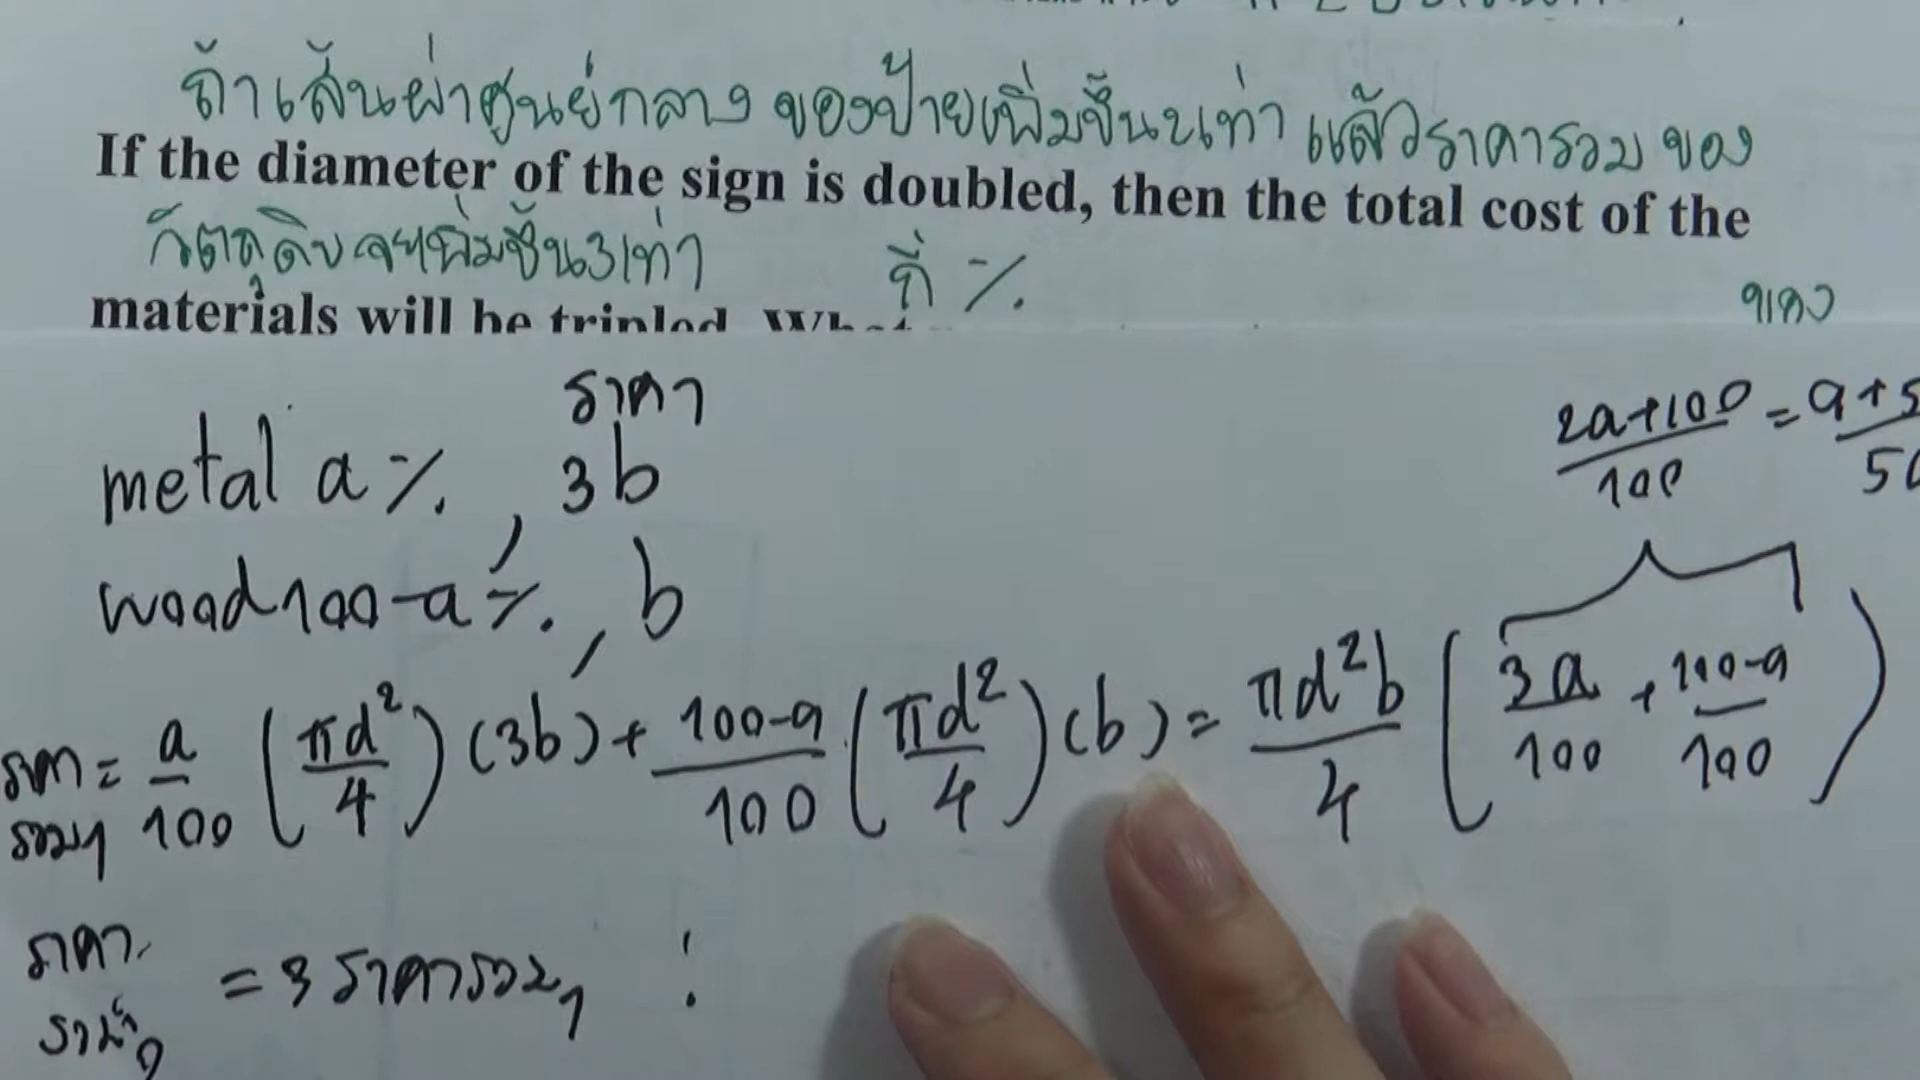 ถ้าเส้นผ่าศูนย์กลาง ของป้ายเพิ่มขึ้น2เท่า แล้วราคารวม ของ
If the diameter of the sign is doubled, then the total cost of the
วัตถุดิบจะเพิ่มขึ้น3เท่า กี่ %
materials will be tripled. What
ของ
ราคา
metal a%, 3b
wood 100-a%, b
2a+100/100 = a+5/50
ราคารวม1 = a/100 (πd²/4)(3b) + 100-a/100 (πd²/4)(b) = πd²b/4 (3a/100 + 100-a/100)
ราคา = 3 ราคารวม1 :